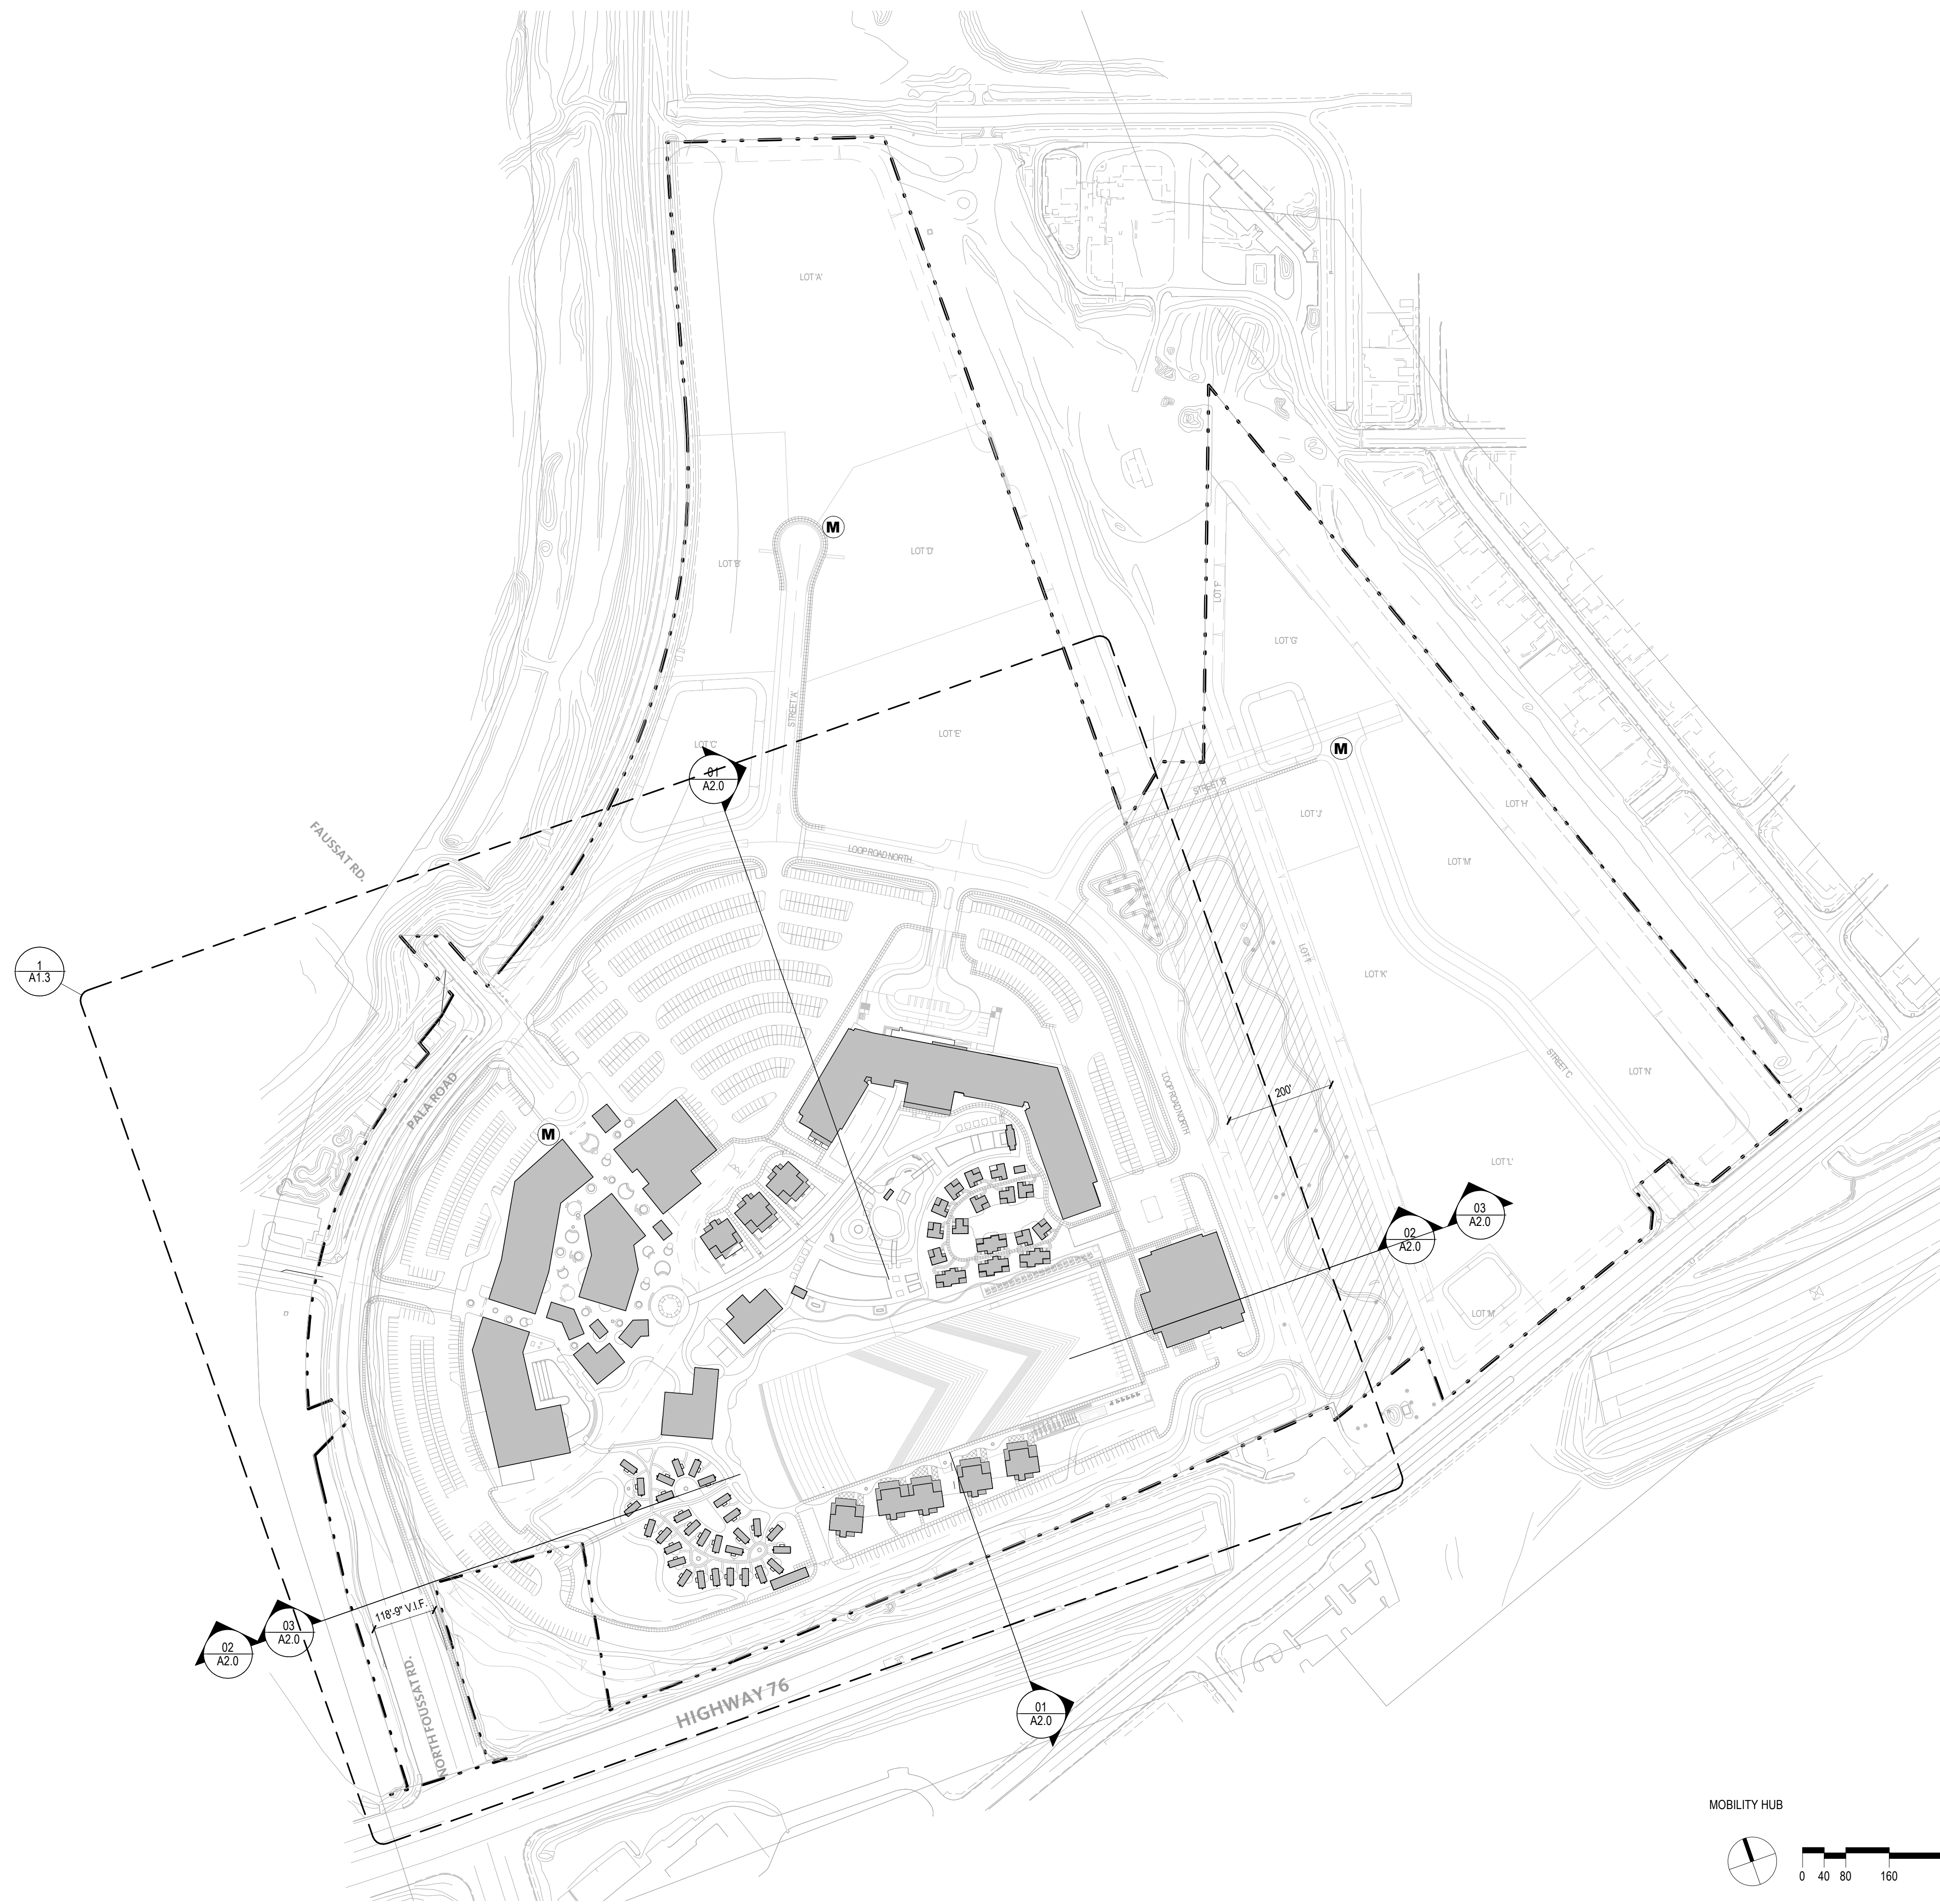 LOT 'A'
M
LOT 'D'
LOT 'B'
LOT 'F'
LOT 'G'
STREET 'A'
LOT 'C'
LOT 'E'
M
01
A2.0
STREET 'B'
LOT 'H'
LOT 'J'
FAUSSAT RD.
LOOP ROAD NORTH
LOT 'M'
1
A1.3
LOT 'I'
LOT 'K'
STREET C
LOT 'N'
PALA ROAD
200'
LOOP ROAD NORTH
M
LOT 'L'
03
A2.0
02
A2.0
LOT 'M'
118'-9" V.I.F.
03
A2.0
02
A2.0
NORTH FOUSSAT RD.
HIGHWAY 76
01
A2.0
MOBILITY HUB
0 40 80 160